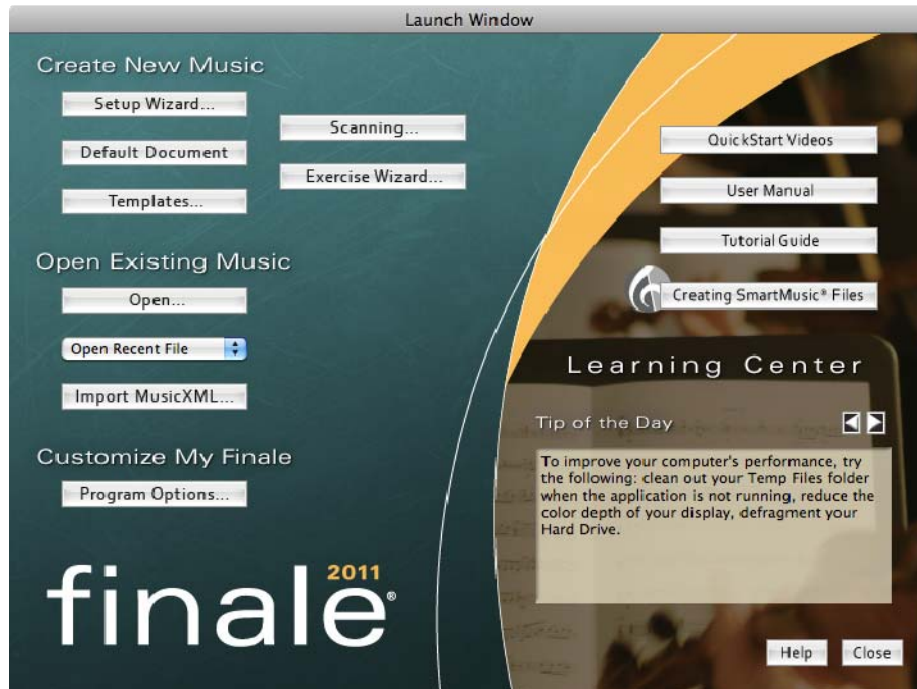 Launch Window
Create New Music
Setup Wizard...
Default Document
Templates...
Scanning...
Exercise Wizard...
Open Existing Music
Open...
Open Recent File
Import MusicXML...
Customize My Finale
Program Options...
finale® 2011
QuickStart Videos
User Manual
Tutorial Guide
Creating SmartMusic® Files
Learning Center
Tip of the Day
To improve your computer's performance, try
the following: clean out your Temp Files folder
when the application is not running, reduce the
color depth of your display, defragment your
Hard Drive.
Help
Close